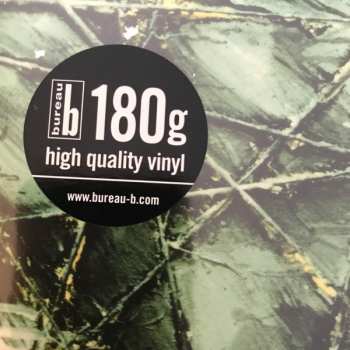 bureau
b 180g
high quality vinyl
www.bureau-b.com